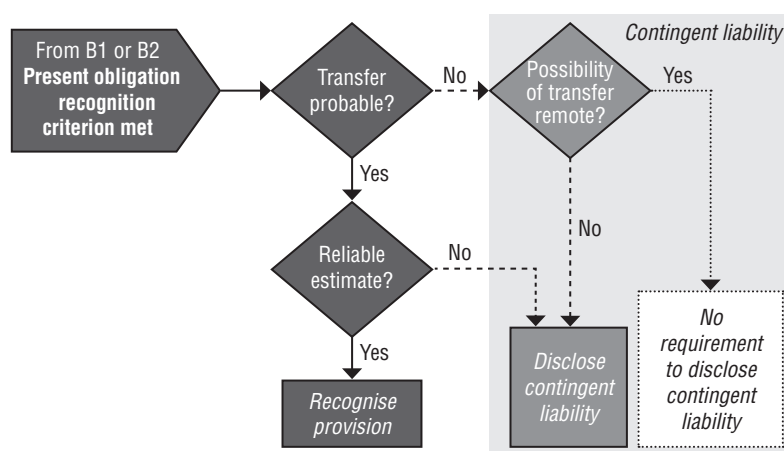 Contingent liability
From B1 or B2
Present obligation
recognition
criterion met
Transfer
probable?
No
Possibility
of transfer
remote?
Yes
Yes
No
Reliable
estimate?
No
Yes
Recognise
provision
Disclose
contingent
liability
No
requirement
to disclose
contingent
liability